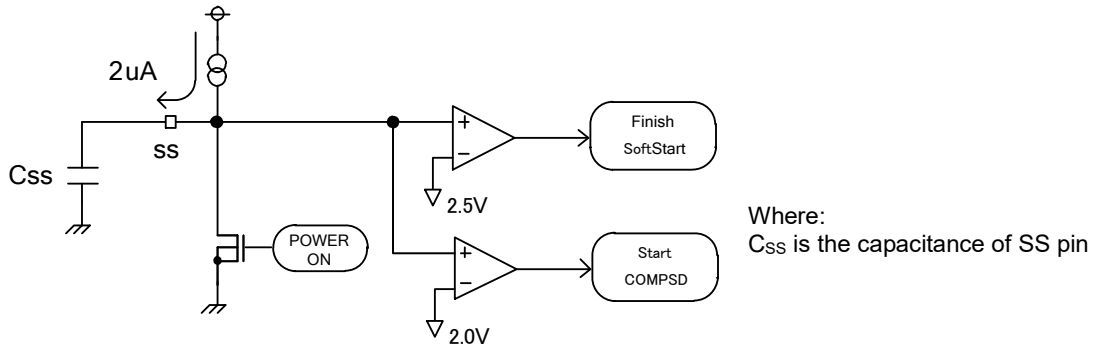 2uA
ss
Css
Finish
SoftStart
2.5V
POWER
ON
Start
COMPSD
2.0V
Where:
CSS is the capacitance of SS pin